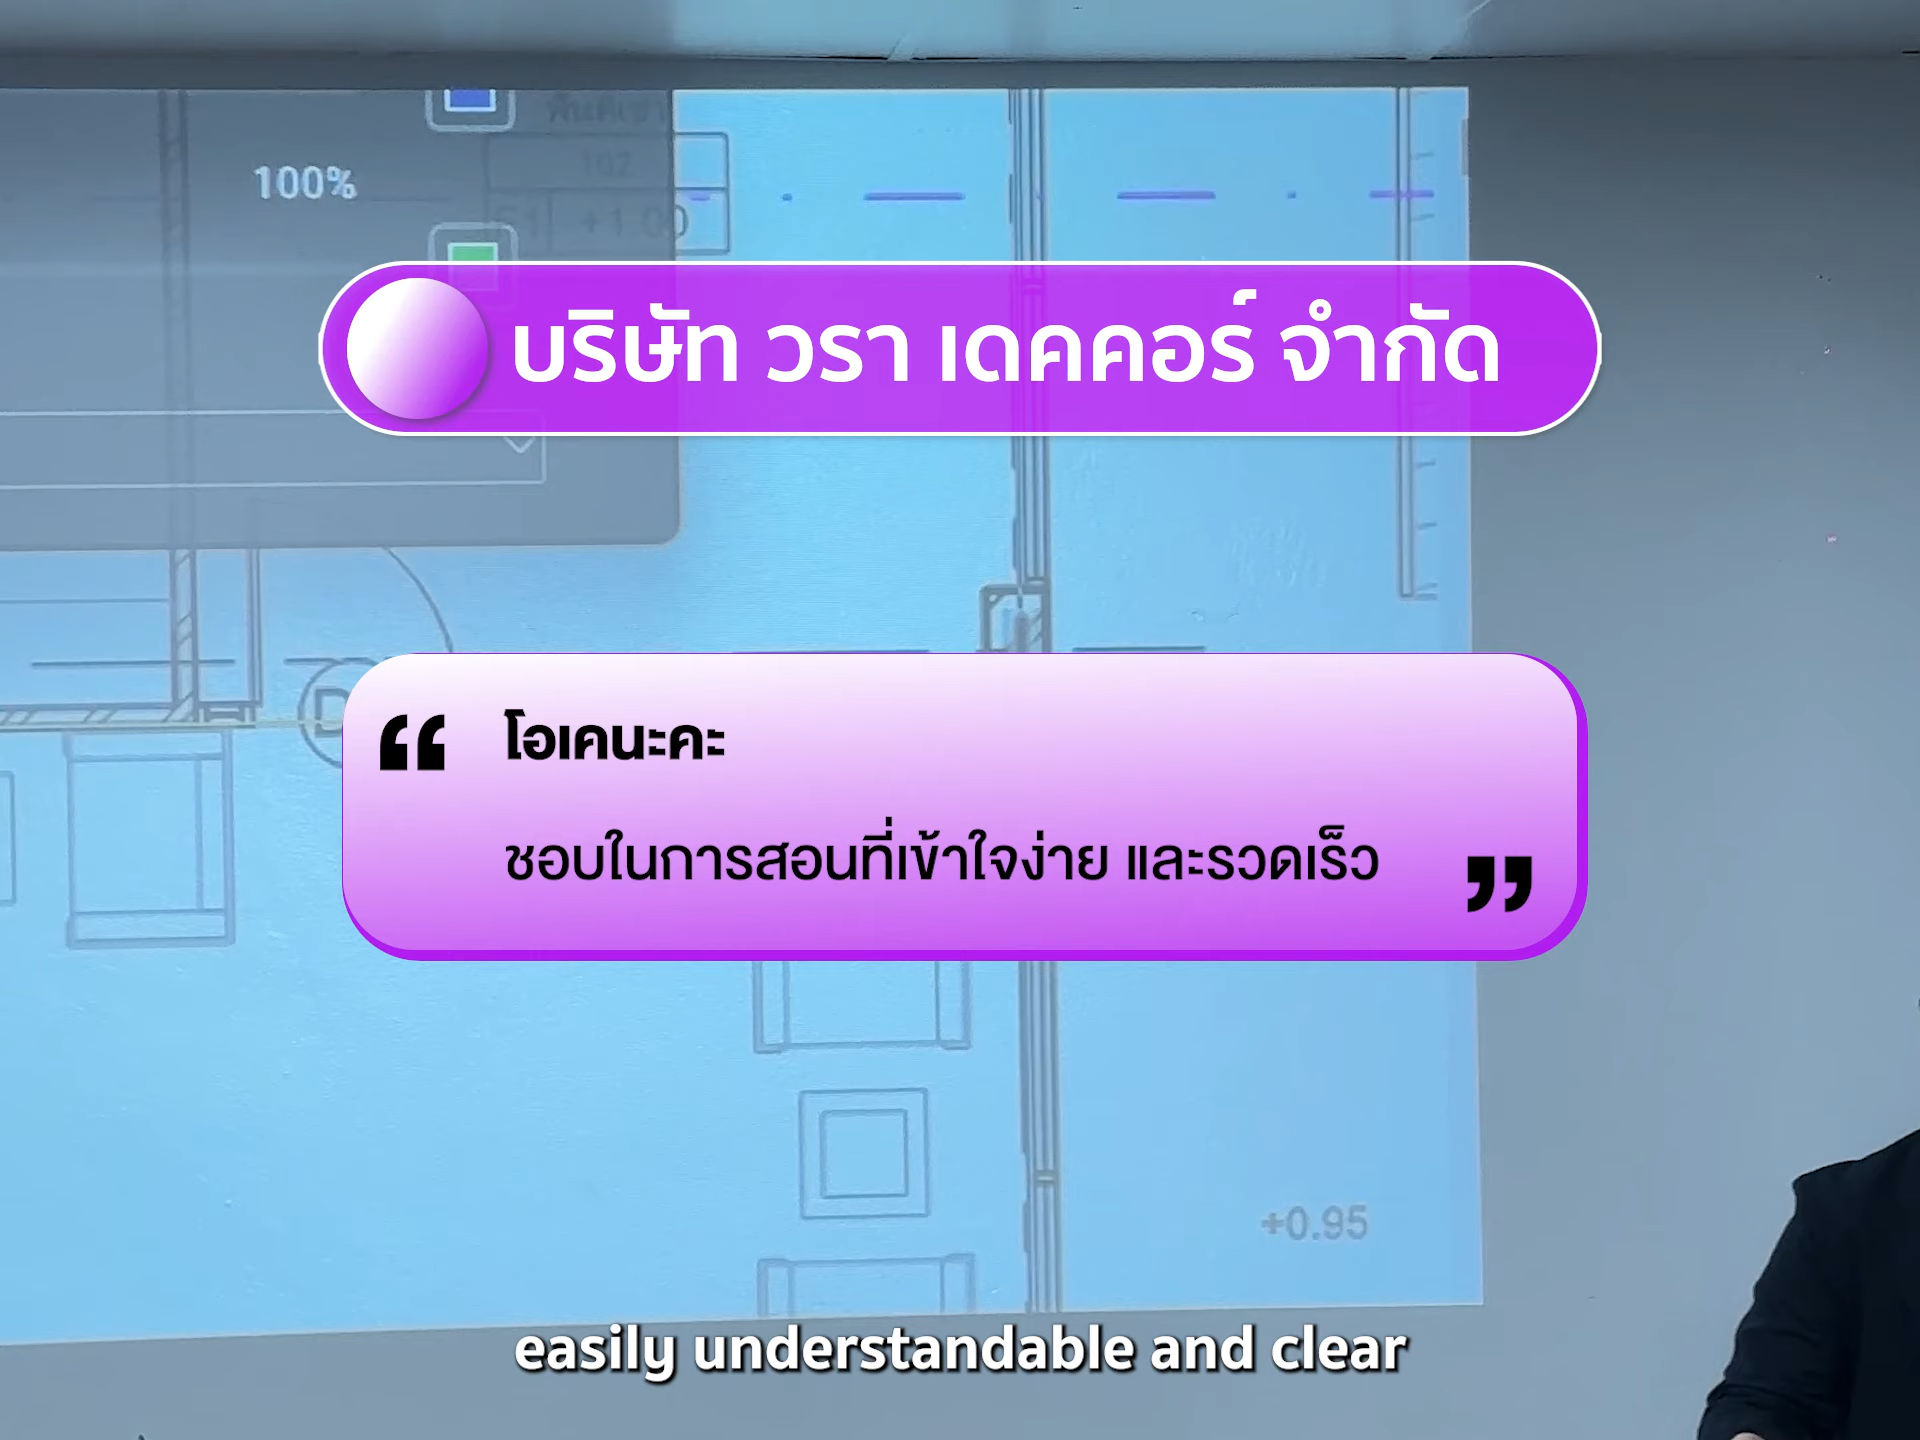 100%
107
+1.00
บริษัท วรา เดคคอร์ จำกัด
D
“ โอเคนะคะ
ชอบในการสอนที่เข้าใจง่าย และรวดเร็ว ”
+0.95
easily understandable and clear